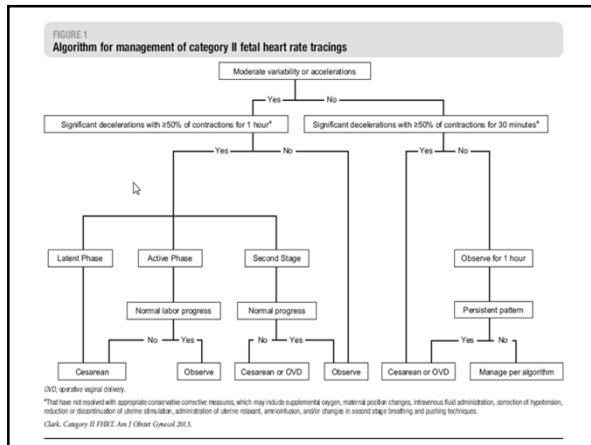 FIGURE 1
Algorithm for management of category II fetal heart rate tracings
Moderate variability or accelerations
Yes No
Significant decelerations with ≥50% of contractions for 1 hourᵃ Significant decelerations with ≥50% of contractions for 30 minutesᵃ
Yes No Yes No
Latent Phase Active Phase Second Stage Observe for 1 hour
Normal labor progress Normal progress Persistent pattern
No Yes No Yes Yes No
Cesarean Observe Cesarean or OVD Observe Cesarean or OVD Manage per algorithm
OVD, operative vaginal delivery.
ᵃThat have not resolved with appropriate conservative corrective measures, which may include supplemental oxygen, maternal position changes, intravenous fluid administration, correction of hypotension,
reduction or discontinuation of uterine stimulation, administration of uterine relaxant, amnioinfusion, and/or changes in second stage breathing and pushing techniques.
Clark. Category II FHRT. Am J Obstet Gynecol 2013.